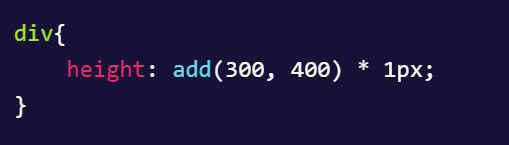 div{
    height: add(300, 400) * 1px;
}